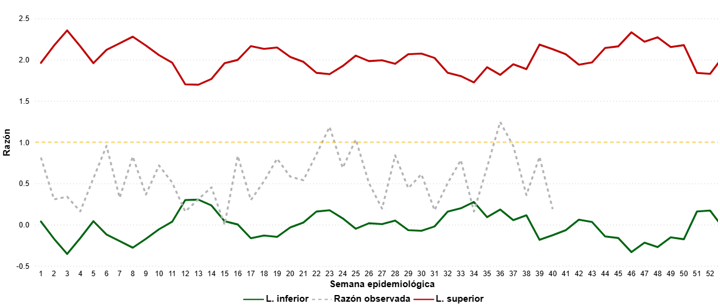 2.5
2.0
1.5
1.0
0.5
0.0
-0.5
Razón
1 2 3 4 5 6 7 8 9 10 11 12 13 14 15 16 17 18 19 20 21 22 23 24 25 26 27 28 29 30 31 32 33 34 35 36 37 38 39 40 41 42 43 44 45 46 47 48 49 50 51 52
Semana epidemiológica
L. inferior Razón observada L. superior